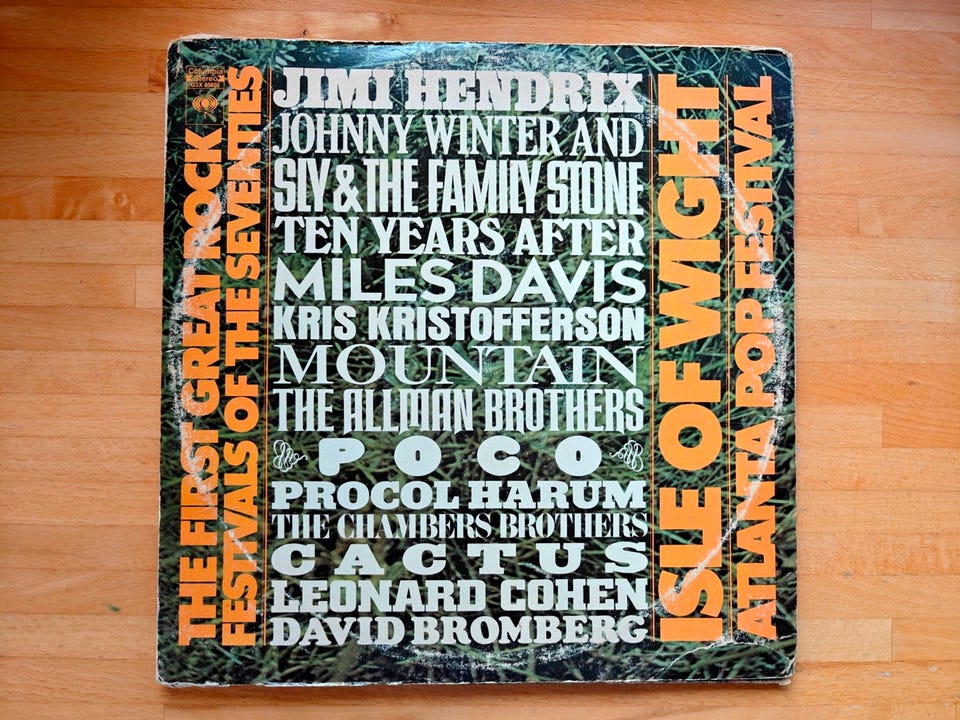 Columbia
Stereo
G3X 30805
THE FIRST GREAT ROCK
FESTIVALS OF THE SEVENTIES
JIMI HENDRIX
JOHNNY WINTER AND
SLY & THE FAMILY STONE
TEN YEARS AFTER
MILES DAVIS
KRIS KRISTOFFERSON
MOUNTAIN
THE ALLMAN BROTHERS
POCO
PROCOL HARUM
THE CHAMBERS BROTHERS
CACTUS
LEONARD COHEN
DAVID BROMBERG
ISLE OF WIGHT
ATLANTA POP FESTIVAL